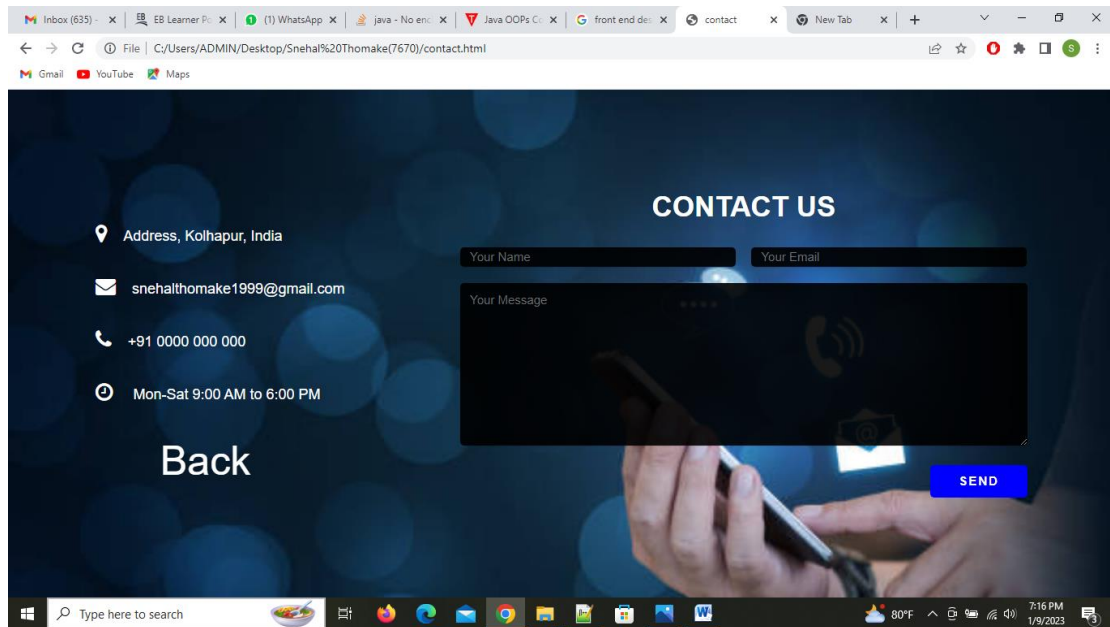 Inbox (635) -
EB Learner Po
(1) WhatsApp
java - No enc
Java OOPs Co
front end des
contact
New Tab
File | C:/Users/ADMIN/Desktop/Snehal%20Thomake(7670)/contact.html
S
Gmail
YouTube
Maps
CONTACT US
Address, Kolhapur, India
snehalthomake1999@gmail.com
+91 0000 000 000
Mon-Sat 9:00 AM to 6:00 PM
Back
Your Name
Your Email
Your Message
SEND
Type here to search
80°F
7:16 PM
1/9/2023